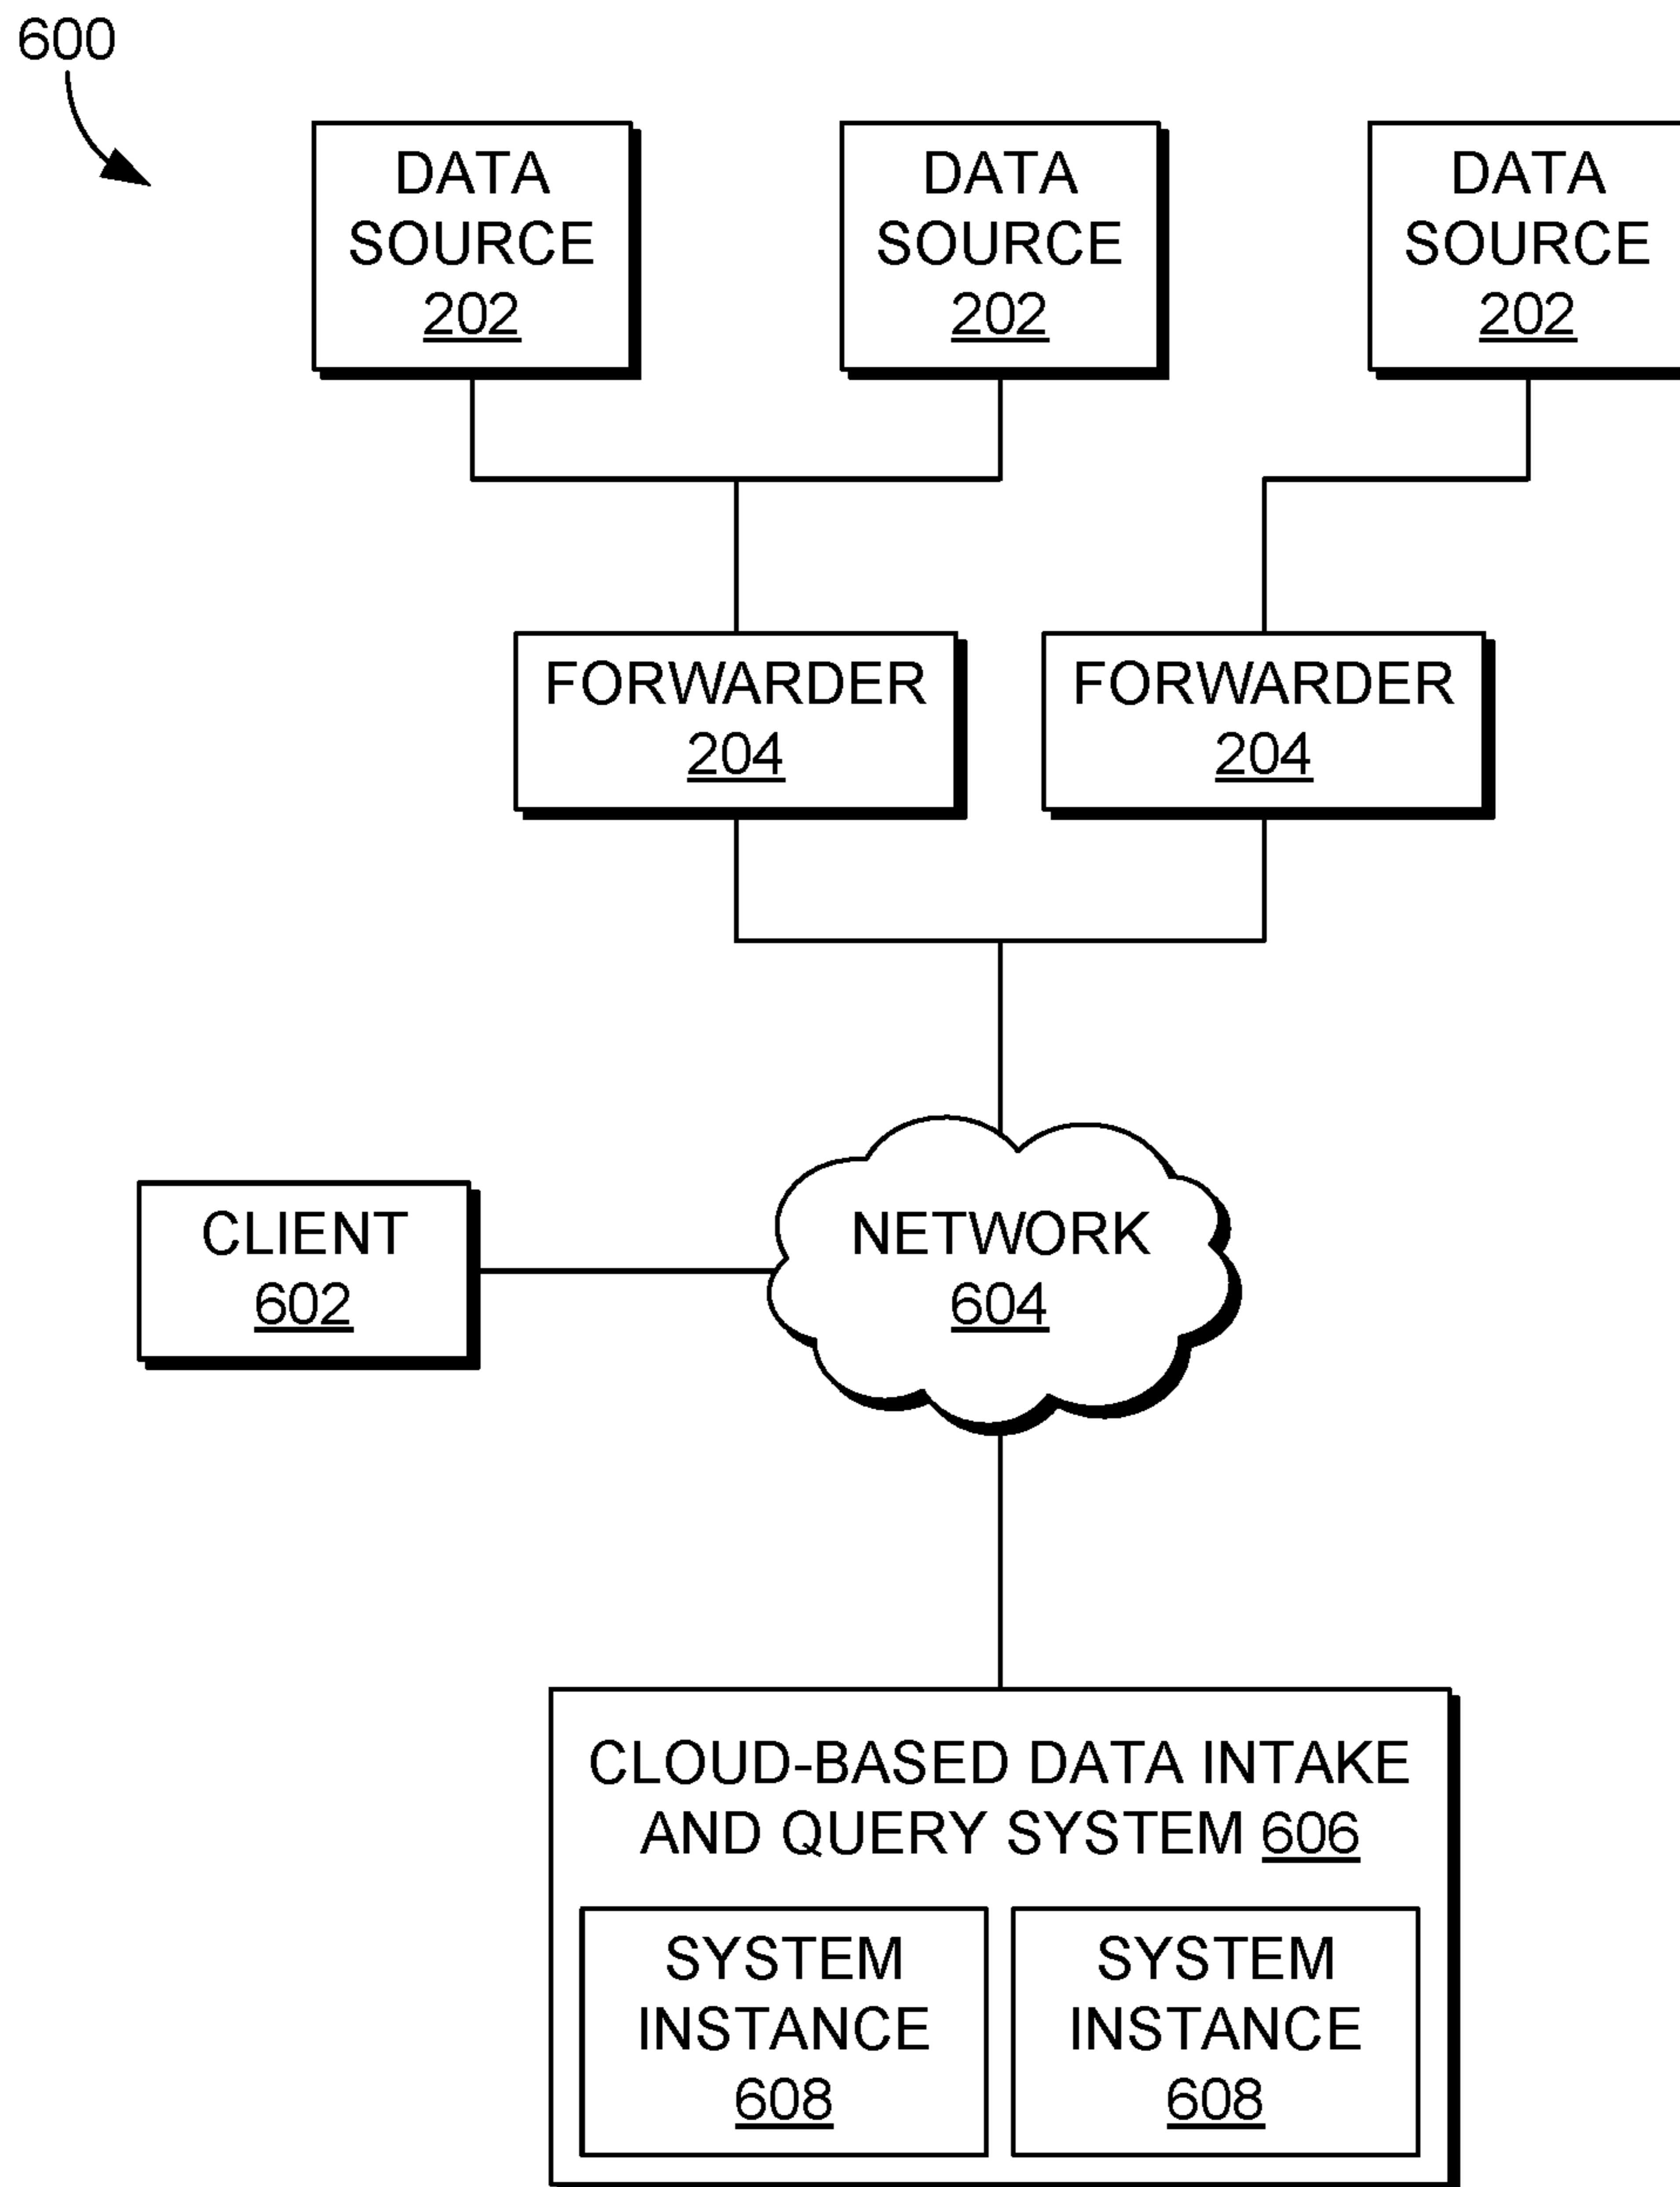 600
DATA
SOURCE
202
DATA
SOURCE
202
DATA
SOURCE
202
FORWARDER
204
FORWARDER
204
CLIENT
602
NETWORK
604
CLOUD-BASED DATA INTAKE
AND QUERY SYSTEM 606
SYSTEM
INSTANCE
608
SYSTEM
INSTANCE
608